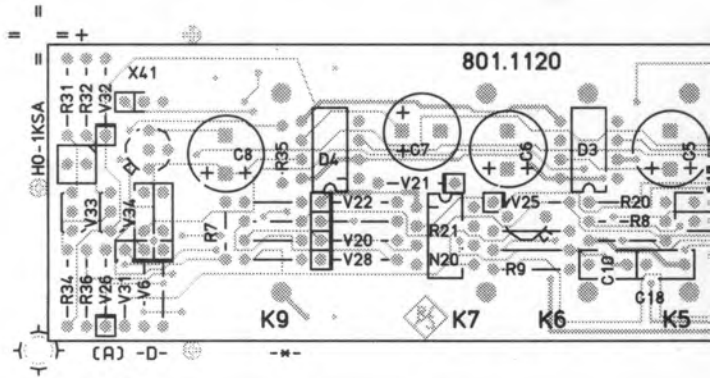 801.1120
X41
HO-1KSA
-R31-
-R32-
-V32-
C8
R35
D4
C7
C6
D3
C5
-V21
V33
V34
R7
-V22
V25
R20
-R8
-V20
-V28
R21
N20
R9
C19
C18
-R34-
-R36-
-V26-
-V31-
-V6-
K9
K7
K6
K5
(A)
-D-
-*-